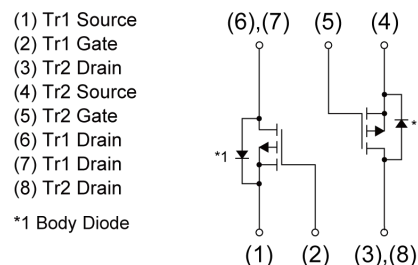 (1) Tr1 Source
(2) Tr1 Gate
(3) Tr2 Drain
(4) Tr2 Source
(5) Tr2 Gate
(6) Tr1 Drain
(7) Tr1 Drain
(8) Tr2 Drain
*1 Body Diode
(6),(7) (5) (4)
*1 *
(1) (2) (3),(8)